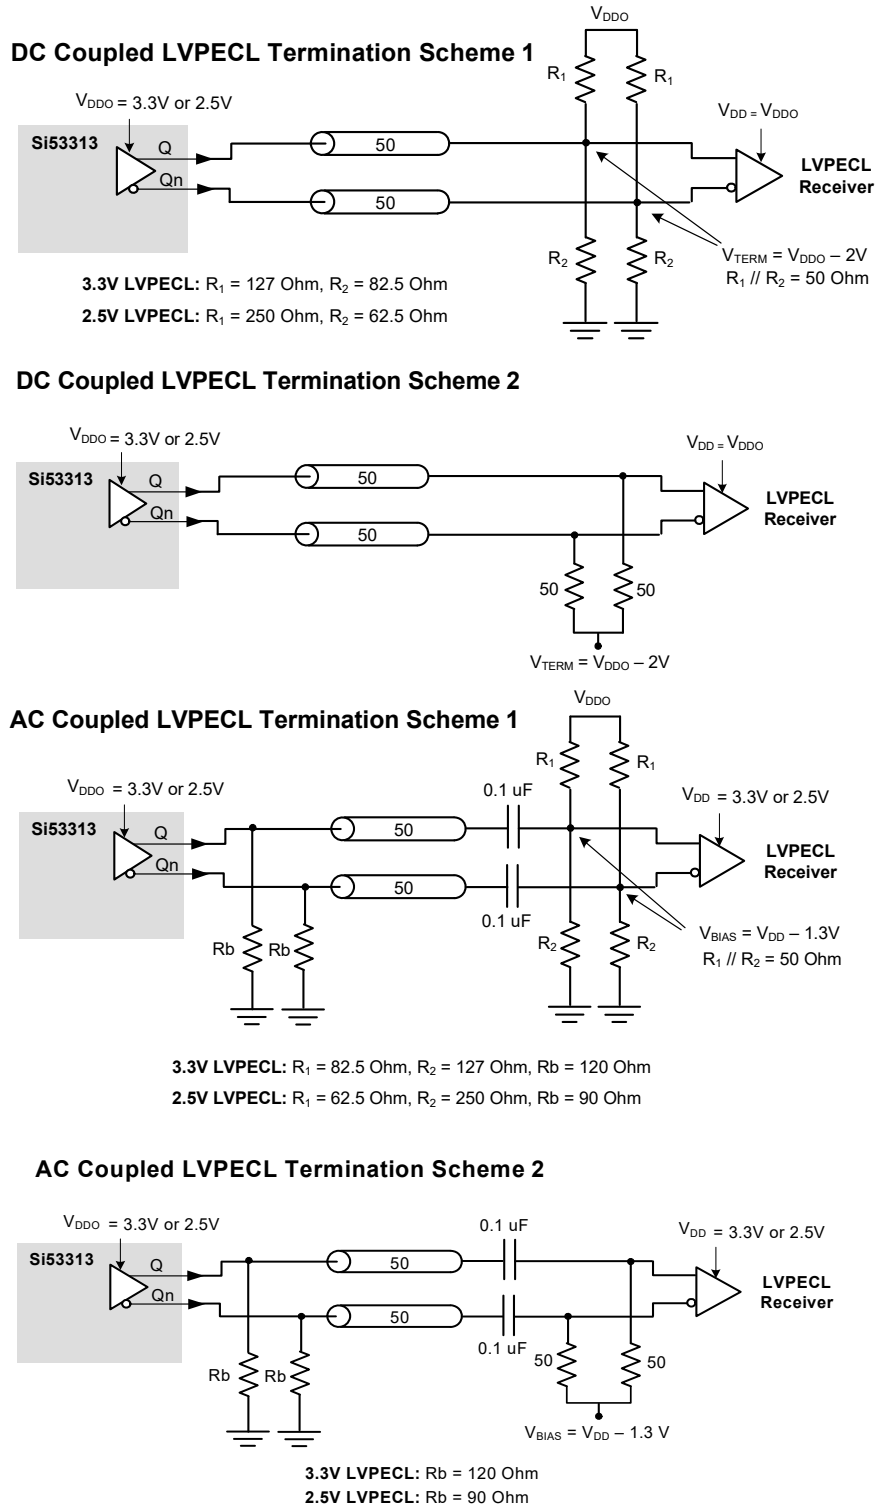 DC Coupled LVPECL Termination Scheme 1
VDDO
R1
R1
VDDO = 3.3V or 2.5V
VDD = VDDO
Si53313
Q
50
LVPECL
Receiver
Qn
50
R2
R2
VTERM = VDDO – 2V
R1 // R2 = 50 Ohm
3.3V LVPECL: R1 = 127 Ohm, R2 = 82.5 Ohm
2.5V LVPECL: R1 = 250 Ohm, R2 = 62.5 Ohm
DC Coupled LVPECL Termination Scheme 2
VDDO = 3.3V or 2.5V
VDD = VDDO
Si53313
Q
50
LVPECL
Receiver
Qn
50
50
50
VTERM = VDDO – 2V
AC Coupled LVPECL Termination Scheme 1
VDDO
R1
R1
VDDO = 3.3V or 2.5V
0.1 uF
VDD = 3.3V or 2.5V
Si53313
Q
50
LVPECL
Receiver
Qn
50
0.1 uF
Rb
Rb
R2
R2
VBIAS = VDD – 1.3V
R1 // R2 = 50 Ohm
3.3V LVPECL: R1 = 82.5 Ohm, R2 = 127 Ohm, Rb = 120 Ohm
2.5V LVPECL: R1 = 62.5 Ohm, R2 = 250 Ohm, Rb = 90 Ohm
AC Coupled LVPECL Termination Scheme 2
VDDO = 3.3V or 2.5V
0.1 uF
VDD = 3.3V or 2.5V
Si53313
Q
50
LVPECL
Receiver
Qn
50
0.1 uF
Rb
Rb
50
50
VBIAS = VDD – 1.3 V
3.3V LVPECL: Rb = 120 Ohm
2.5V LVPECL: Rb = 90 Ohm